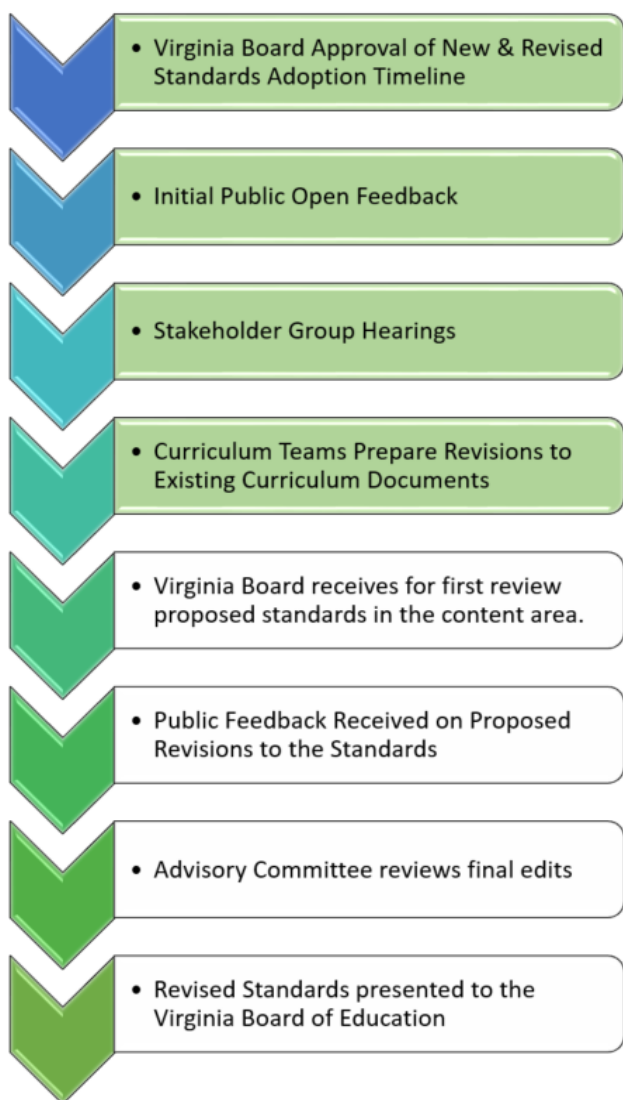 • Virginia Board Approval of New & Revised
Standards Adoption Timeline
• Initial Public Open Feedback
• Stakeholder Group Hearings
• Curriculum Teams Prepare Revisions to
Existing Curriculum Documents
• Virginia Board receives for first review
proposed standards in the content area.
• Public Feedback Received on Proposed
Revisions to the Standards
• Advisory Committee reviews final edits
• Revised Standards presented to the
Virginia Board of Education